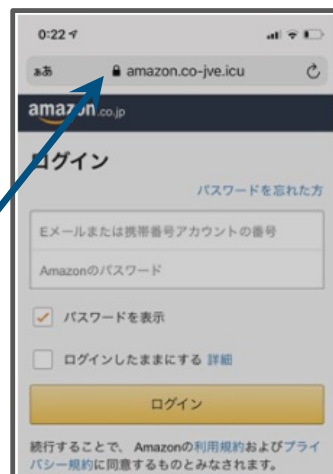 0:22
ぁあ amazon.co-jve.icu
amazon.co.jp
ログイン
パスワードを忘れた方
Eメールまたは携帯番号アカウントの番号
Amazonのパスワード
パスワードを表示
ログインしたままにする 詳細
ログイン
続行することで、Amazonの利用規約およびプライ
バシー規約に同意するものとみなされます。